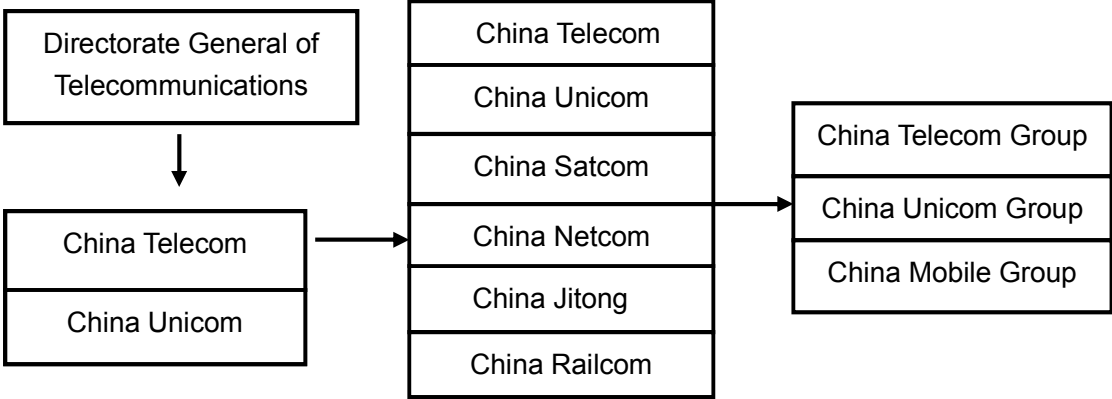 Directorate General of
Telecommunications
China Telecom
China Unicom
China Telecom
China Unicom
China Satcom
China Netcom
China Jitong
China Railcom
China Telecom Group
China Unicom Group
China Mobile Group